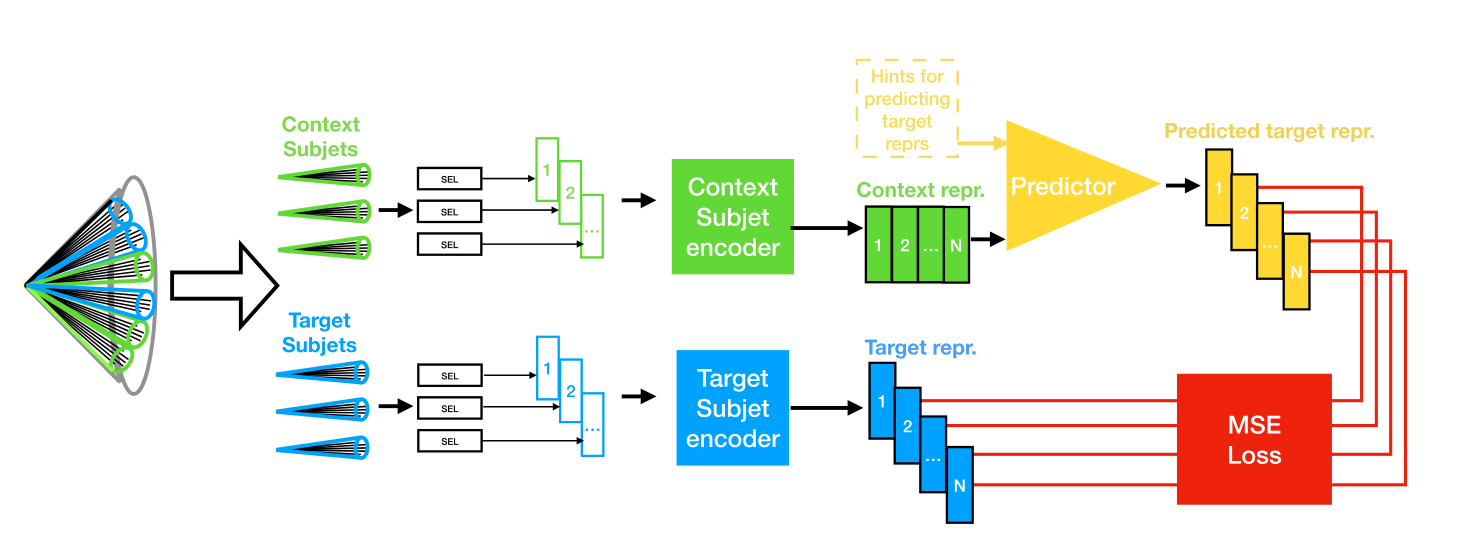 Context
Subjets
SEL
SEL
SEL
1
2
...
Context
Subjet
encoder
Hints for
predicting
target
reprs
Context repr.
1
2
...
N
Predictor
Predicted target repr.
1
2
...
N
Target
Subjets
SEL
SEL
SEL
1
2
...
Target
Subjet
encoder
Target repr.
1
2
...
N
MSE
Loss